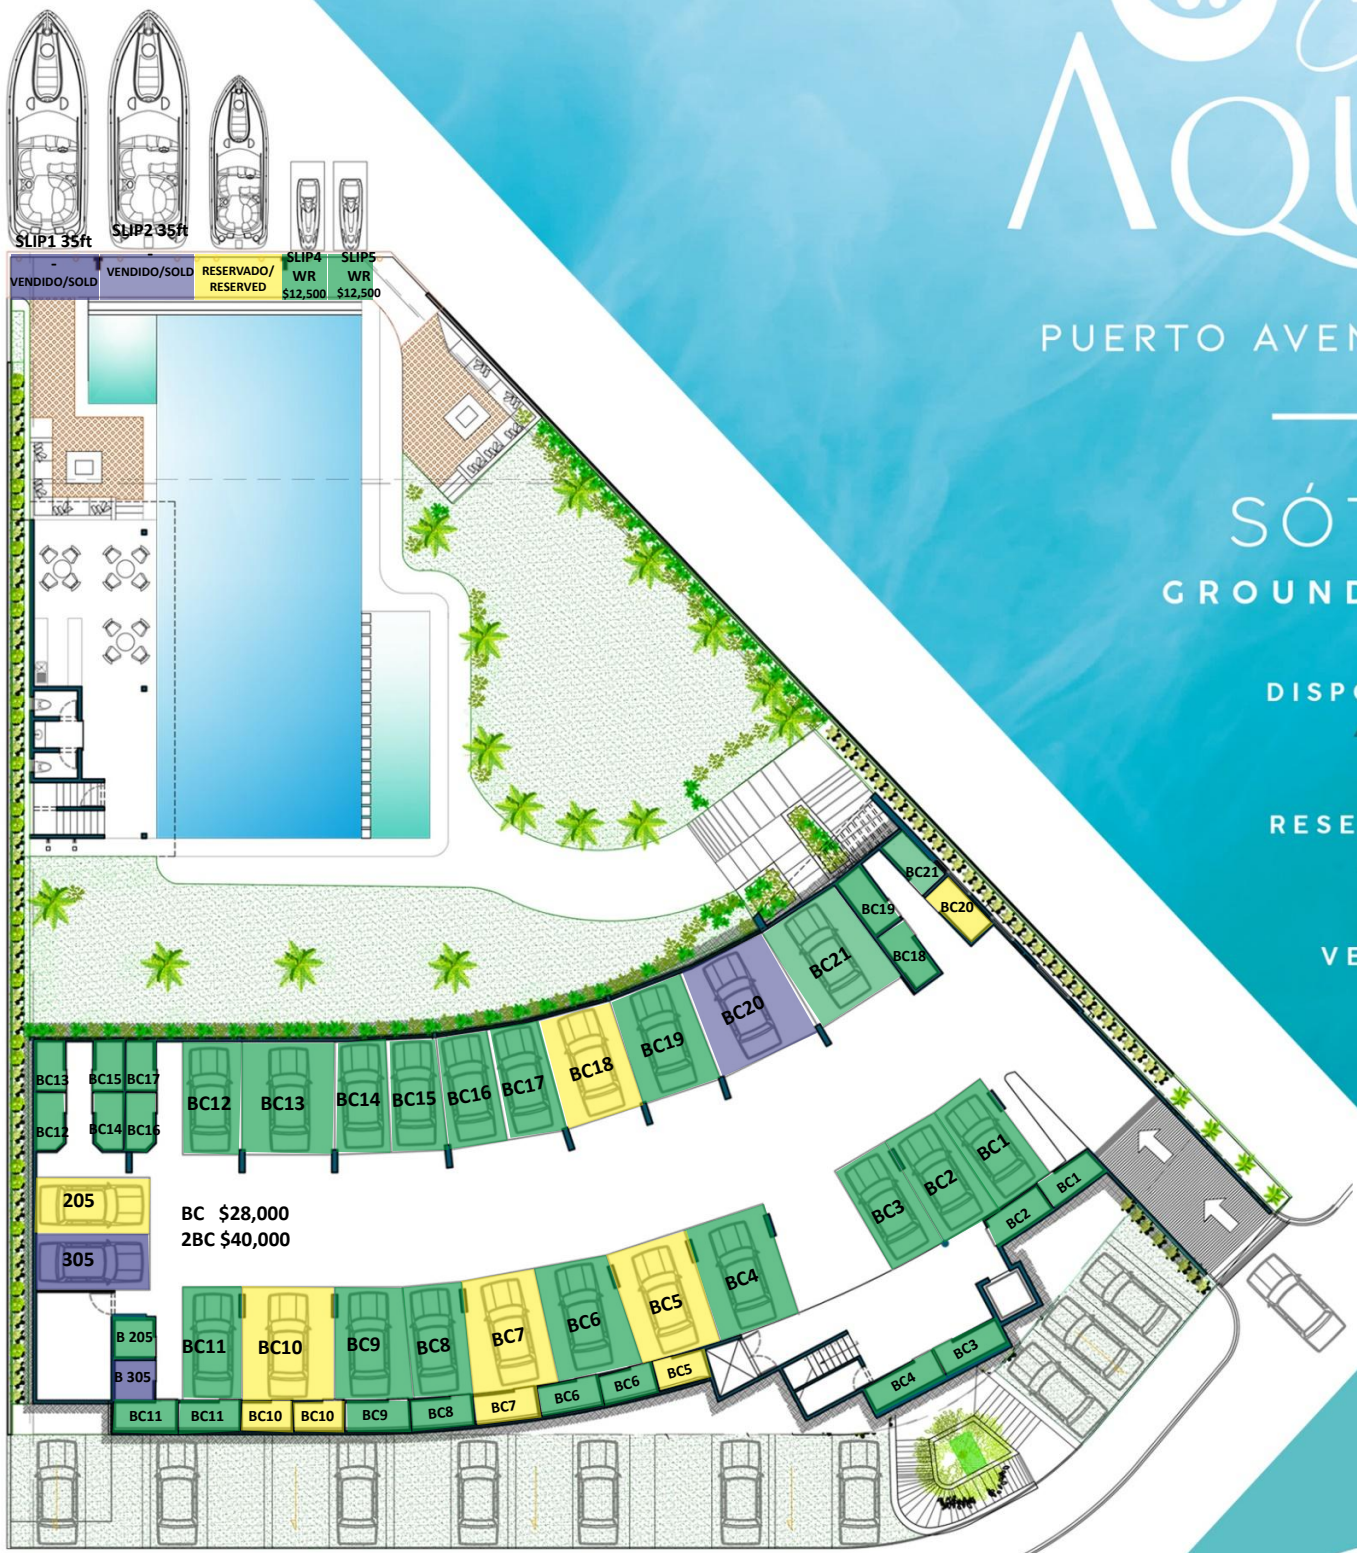 AQU
PUERTO AVEN
SÓT
GROUND
DISPO
RESE
VE
SLIP1 35ft
-
VENDIDO/SOLD
SLIP2 35ft
-
VENDIDO/SOLD
RESERVADO/
RESERVED
SLIP4
WR
$12,500
SLIP5
WR
$12,500
BC21
BC20
BC19
BC18
BC21
BC20
BC19
BC18
BC17
BC16
BC15
BC14
BC13
BC12
BC13
BC15
BC17
BC12
BC14
BC16
205
305
BC $28,000
2BC $40,000
BC1
BC2
BC3
BC1
BC2
BC4
BC5
BC6
BC7
BC8
BC9
BC10
BC11
B 205
B 305
BC3
BC4
BC5
BC6
BC6
BC7
BC8
BC9
BC10
BC10
BC11
BC11